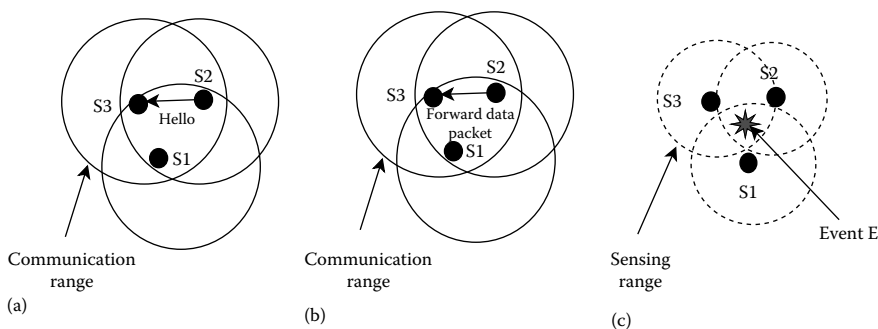 S2
S3
Hello
S1
Communication
range
(a)
S2
S3
Forward data
packet
S1
Communication
range
(b)
S2
S3
S1
Event E
Sensing
range
(c)